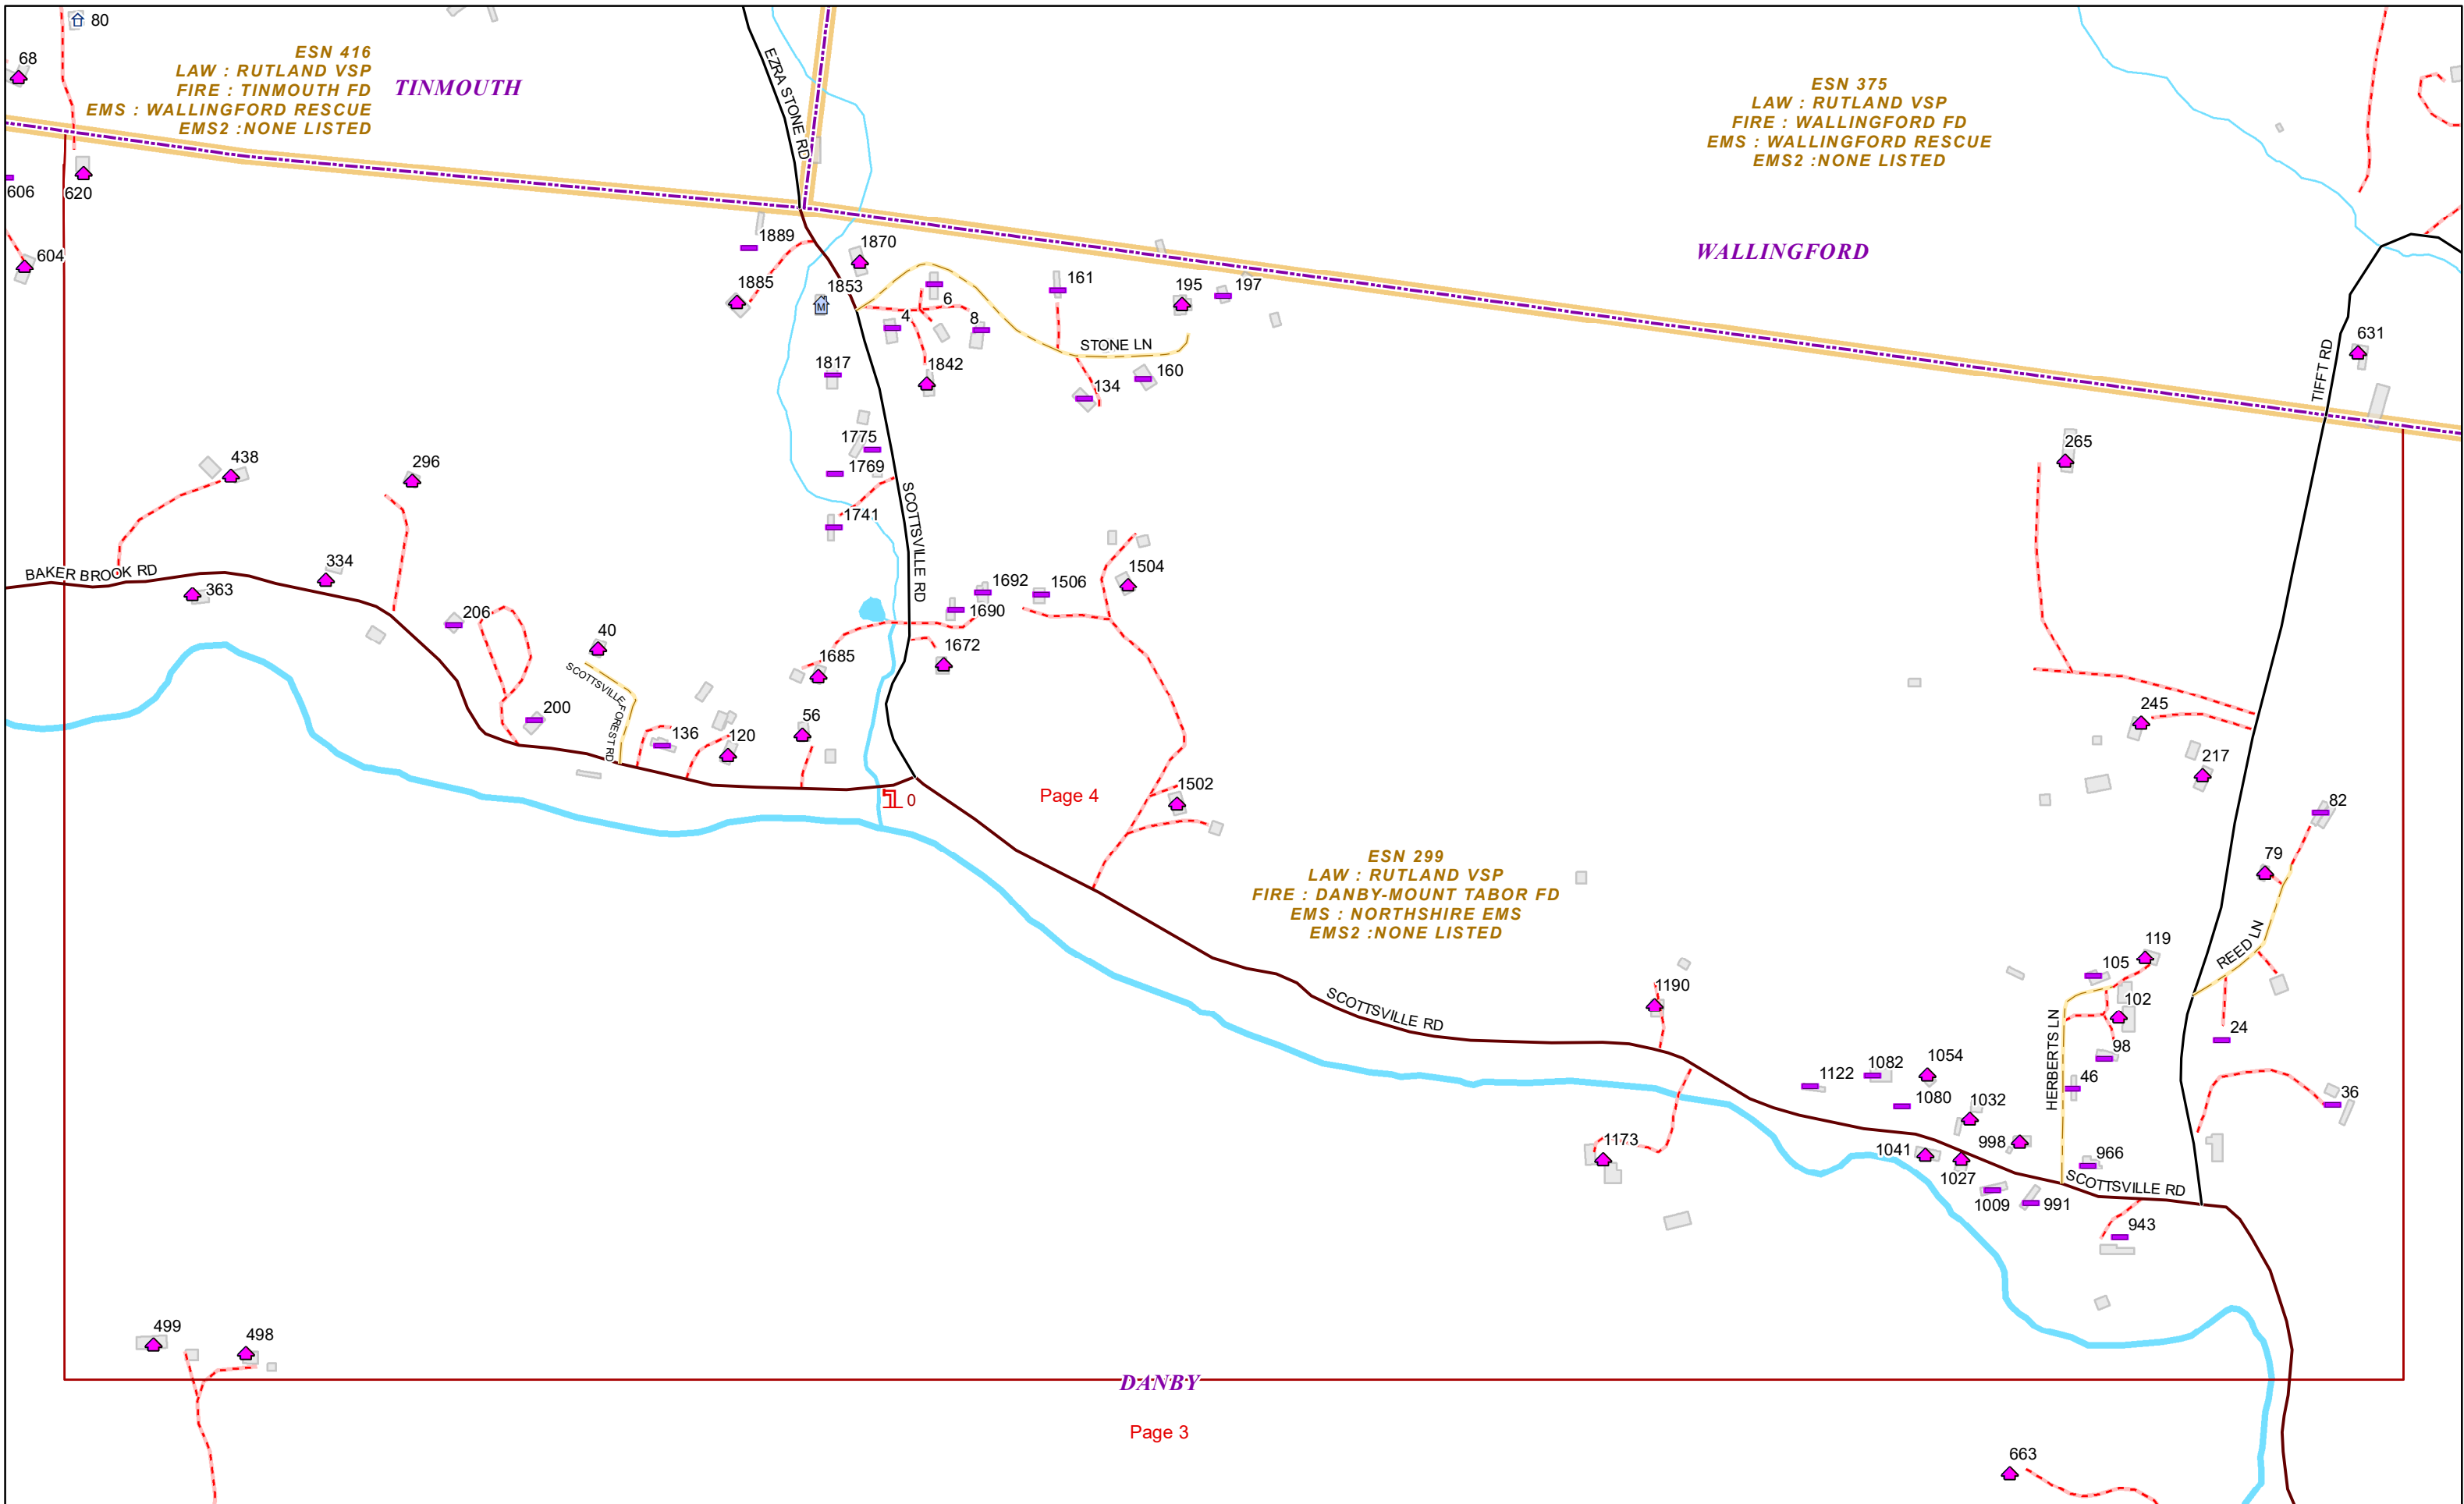 80
68
ESN 416
LAW : RUTLAND VSP
FIRE : TINMOUTH FD
EMS : WALLINGFORD RESCUE
EMS2 :NONE LISTED
TINMOUTH
EZRA STONE RD
ESN 375
LAW : RUTLAND VSP
FIRE : WALLINGFORD FD
EMS : WALLINGFORD RESCUE
EMS2 :NONE LISTED
606
620
604
WALLINGFORD
1889
1870
1885
1853
M
6
4
8
161
195
197
STONE LN
1817
1842
134
160
631
TIFFT RD
1775
1769
1741
SCOTTSVILLE RD
438
296
265
BAKER BROOK RD
334
363
206
40
SCOTTSVILLE FOREST RD
200
136
120
56
1685
1692
1690
1506
1504
1672
245
217
0
Page 4
1502
82
79
ESN 299
LAW : RUTLAND VSP
FIRE : DANBY-MOUNT TABOR FD
EMS : NORTHSHIRE EMS
EMS2 :NONE LISTED
REED LN
119
105
102
SCOTTSVILLE RD
1190
HERBERTS LN
24
98
1122
1082
1054
46
1080
1032
36
1173
1041
998
1027
966
SCOTTSVILLE RD
1009
991
943
499
498
DANBY
Page 3
663